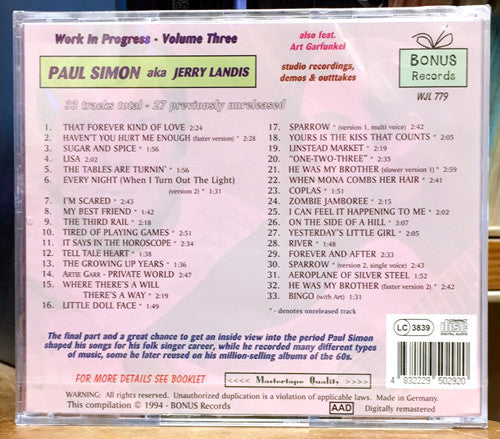 Work In Progress - Volume Three
also feat.
Art Garfunkel
PAUL SIMON aka JERRY LANDIS
studio recordings,
demos & outttakes
BONUS
Records
WJL 779
33 tracks total - 27 previously unreleased
1. THAT FOREVER KIND OF LOVE 2:24
2. HAVEN'T YOU HURT ME ENOUGH (faster version) * 2:28
3. SUGAR AND SPICE * 1:56
4. LISA 2:02
5. THE TABLES ARE TURNIN' * 1:56
6. EVERY NIGHT (When I Turn Out The Light)
(version 2) * 1:31
7. I'M SCARED * 2:43
8. MY BEST FRIEND * 1:42
9. THE THIRD RAIL * 2:18
10. TIRED OF PLAYING GAMES * 2:51
11. IT SAYS IN THE HOROSCOPE * 2:34
12. TELL TALE HEART * 1:38
13. THE GROWING UP YEARS * 1:36
14. ARTIE GARR - PRIVATE WORLD * 2:47
15. WHERE THERE'S A WILL
THERE'S A WAY * 2:19
16. LITTLE DOLL FACE * 1:49
17. SPARROW * (version 1, multi voice) * 2:42
18. YOURS IS THE KISS THAT COUNTS * 2:05
19. LINSTEAD MARKET * 2:19
20. "ONE-TWO-THREE" * 2:35
21. HE WAS MY BROTHER (slower version 1) * 2:59
22. WHEN MONA COMBS HER HAIR * 2:41
23. COPLAS * 1:51
24. ZOMBIE JAMBOREE * 2:15
25. I CAN FEEL IT HAPPENING TO ME * 2:02
26. ON THE SIDE OF A HILL * 3:07
27. YESTERDAY'S LITTLE GIRL * 2:05
28. RIVER * 1:48
29. FOREVER AND AFTER * 2:33
30. SPARROW * (version 2, single voice) * 2:43
31. AEROPLANE OF SILVER STEEL * 1:52
32. HE WAS MY BROTHER (faster version 2) * 2:41
33. BINGO (with Art) 1:31
* - denotes unreleased track
The final part and a great chance to get an inside view into the period Paul Simon
shaped his songs for his folk singer career, while he recorded many different types
of music, some he later reused on his million-selling albums of the 60s.
LC 3839
COMPACT
disc
DIGITAL AUDIO
FOR MORE DETAILS SEE BOOKLET
<<<< Mastertape Quality >>>>
4 832229 502920
WARNING: All rights reserved. Unauthorized duplication is a violation of applicable laws. Made in Germany.
This compilation © 1994 - BONUS Records
AAD
Digitally remastered